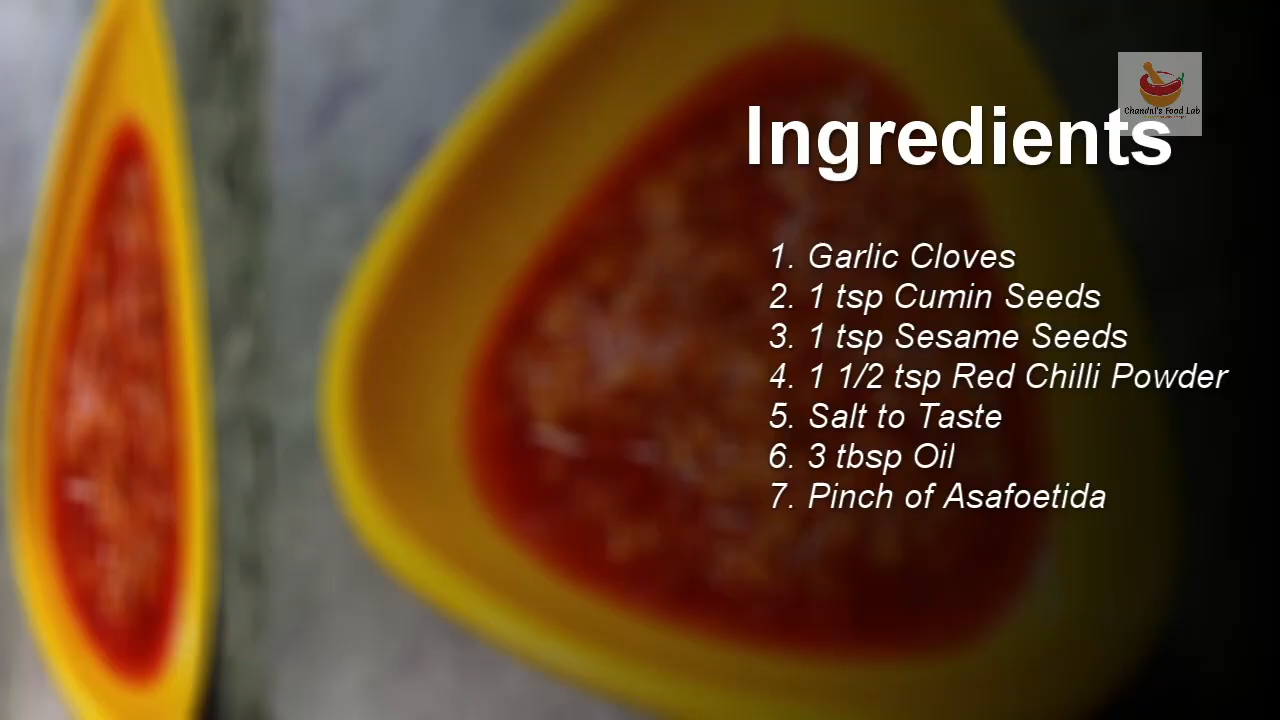 Chandni's Food Lab
Ingredients
1. Garlic Cloves
2. 1 tsp Cumin Seeds
3. 1 tsp Sesame Seeds
4. 1 1/2 tsp Red Chilli Powder
5. Salt to Taste
6. 3 tbsp Oil
7. Pinch of Asafoetida